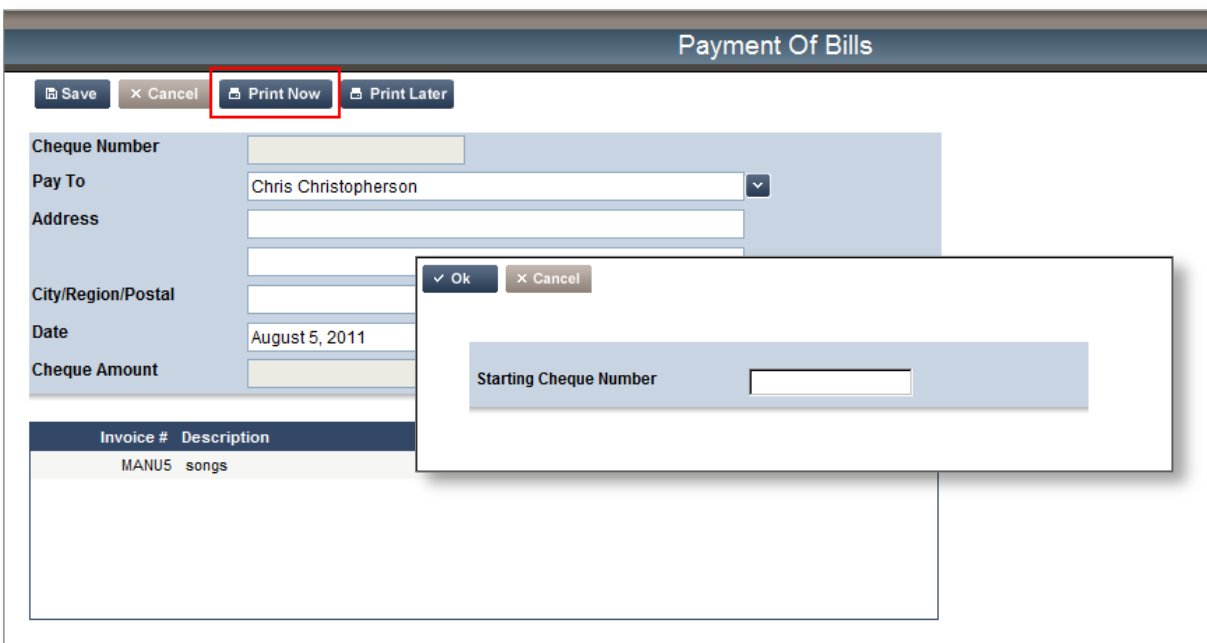 Payment Of Bills
Save Cancel Print Now Print Later
Cheque Number
Pay To Chris Christopherson
Address
City/Region/Postal
Date August 5, 2011
Cheque Amount
Ok Cancel
Starting Cheque Number
Invoice # Description
MANU5 songs